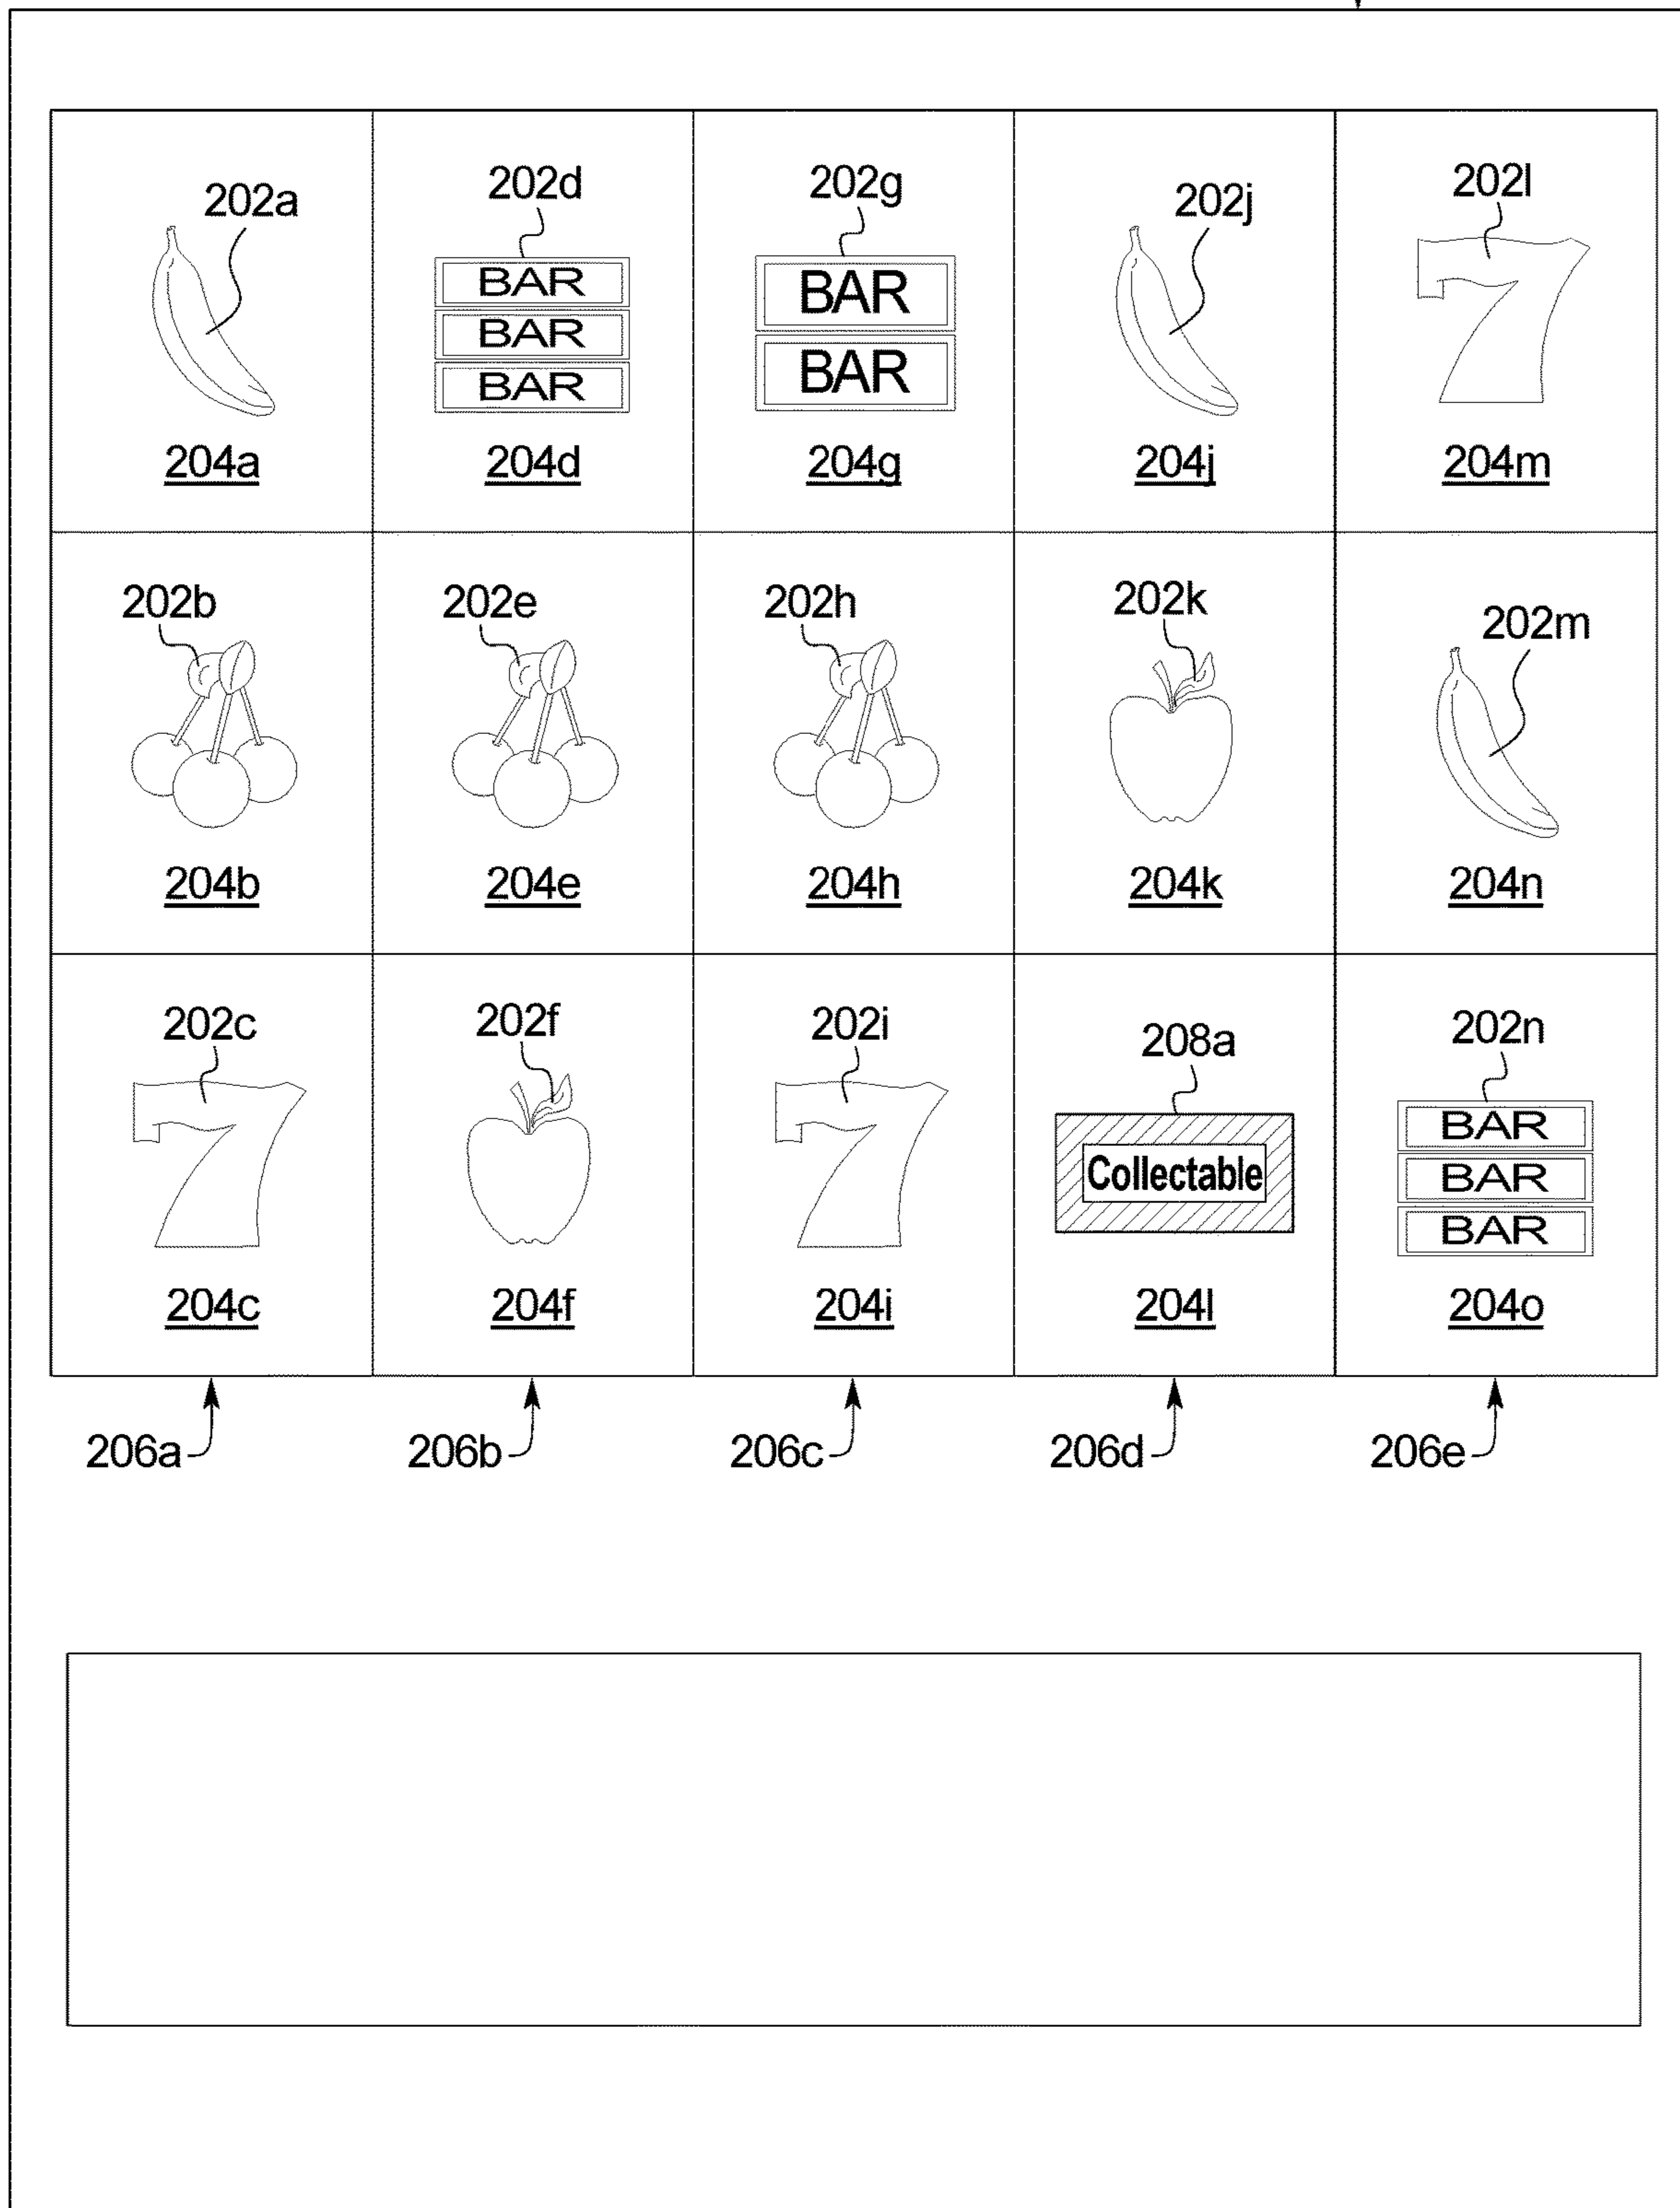 202a 202d 202g 202j 202l
BAR BAR
BAR BAR
BAR
204a 204d 204g 204j 204m
202b 202e 202h 202k 202m
204b 204e 204h 204k 204n
202c 202f 202i 208a 202n
BAR
Collectable BAR
BAR
204c 204f 204i 204l 204o
206a 206b 206c 206d 206e